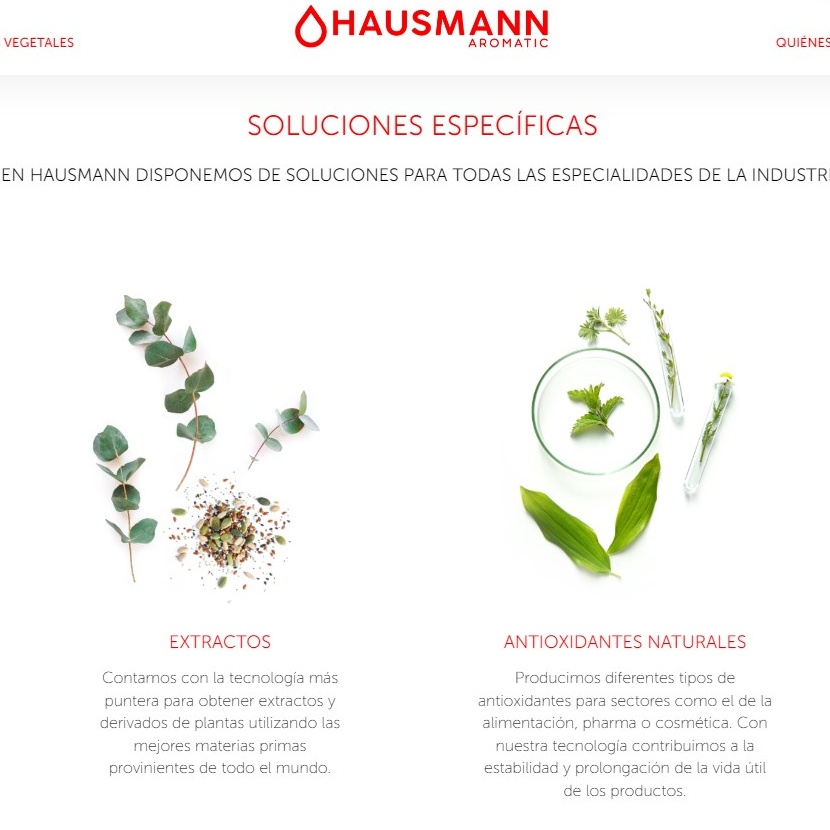 HAUSMANN
AROMATIC
VEGETALES
QUIÉNES
SOLUCIONES ESPECÍFICAS
EN HAUSMANN DISPONEMOS DE SOLUCIONES PARA TODAS LAS ESPECIALIDADES DE LA INDUSTRI
EXTRACTOS
Contamos con la tecnología más
puntera para obtener extractos y
derivados de plantas utilizando las
mejores materias primas
provinientes de todo el mundo.
ANTIOXIDANTES NATURALES
Producimos diferentes tipos de
antioxidantes para sectores como el de la
alimentación, pharma o cosmética. Con
nuestra tecnología contribuimos a la
estabilidad y prolongación de la vida útil
de los productos.